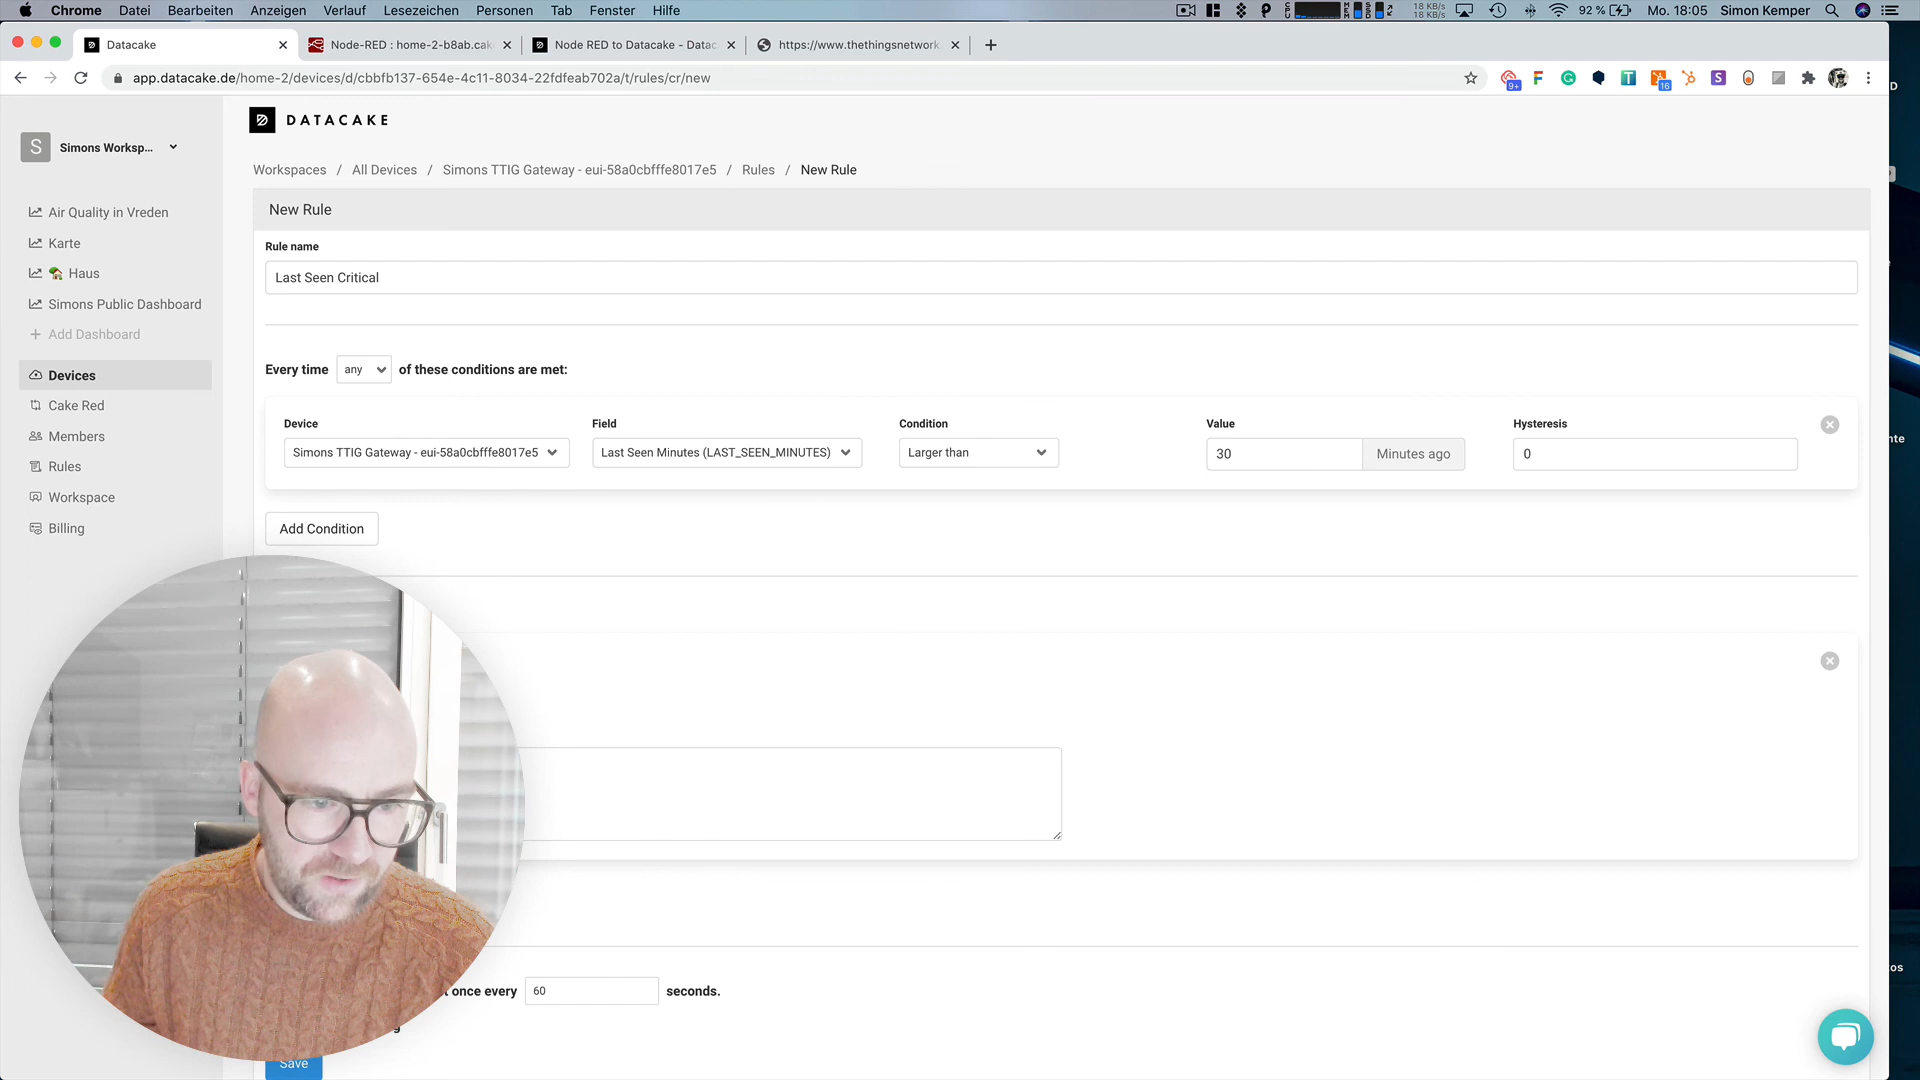 Chrome Datei Bearbeiten Anzeigen Verlauf Lesezeichen Personen Tab Fenster Hilfe 18 KB/s 18 KB/s 92 % Mo. 18:05 Simon Kemper
Datacake Node-RED : home-2-b8ab.cak Node RED to Datacake - Datac https://www.thethingsnetwork.
app.datacake.de/home-2/devices/d/cbbfb137-654e-4c11-8034-22fdfeab702a/t/rules/cr/new 9+ 16
DATACAKE
S Simons Worksp...
Workspaces / All Devices / Simons TTIG Gateway - eui-58a0cbfffe8017e5 / Rules / New Rule
Air Quality in Vreden
Karte
Haus
Simons Public Dashboard
+ Add Dashboard
Devices
Cake Red
Members
Rules
Workspace
Billing
New Rule
Rule name
Last Seen Critical
Every time any of these conditions are met:
Device Field Condition Value Hysteresis
Simons TTIG Gateway - eui-58a0cbfffe8017e5 Last Seen Minutes (LAST_SEEN_MINUTES) Larger than 30 Minutes ago 0
Add Condition
once every 60 seconds.
Save